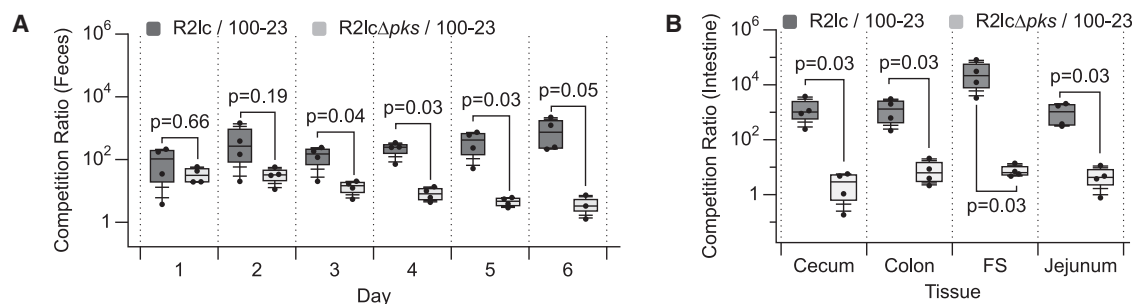 A
R2lc / 100-23
R2lcΔpks / 100-23
Competition Ratio (Feces)
10^6
10^4
10^2
1
p=0.66
p=0.19
p=0.04
p=0.03
p=0.03
p=0.05
1 2 3 4 5 6
Day
B
R2lc / 100-23
R2lcΔpks / 100-23
Competition Ratio (Intestine)
10^6
10^4
10^2
1
p=0.03
p=0.03
p=0.03
p=0.03
Cecum Colon FS Jejunum
Tissue